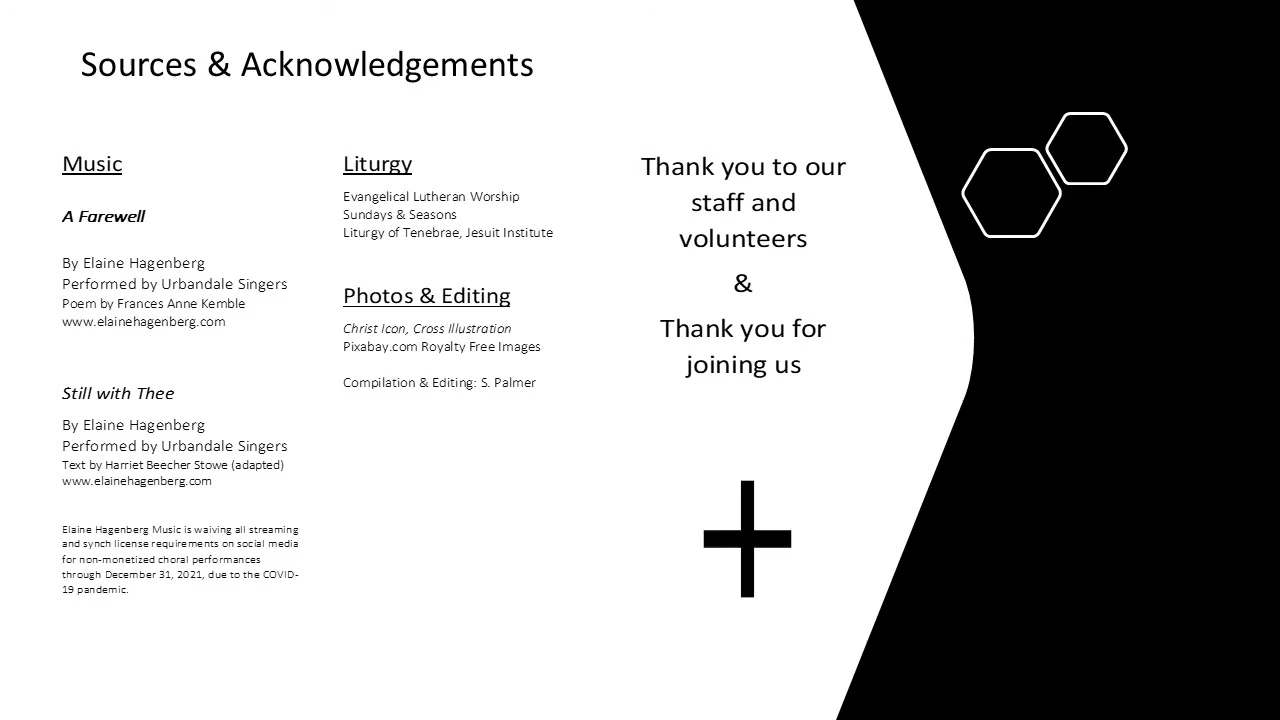 Sources & Acknowledgements
Music
A Farewell
By Elaine Hagenberg
Performed by Urbandale Singers
Poem by Frances Anne Kemble
www.elainehagenberg.com
Still with Thee
By Elaine Hagenberg
Performed by Urbandale Singers
Text by Harriet Beecher Stowe (adapted)
www.elainehagenberg.com
Elaine Hagenberg Music is waiving all streaming
and synch license requirements on social media
for non-monetized choral performances
through December 31, 2021, due to the COVID-
19 pandemic.
Liturgy
Evangelical Lutheran Worship
Sundays & Seasons
Liturgy of Tenebrae, Jesuit Institute
Photos & Editing
Christ Icon, Cross Illustration
Pixabay.com Royalty Free Images
Compilation & Editing: S. Palmer
Thank you to our
staff and
volunteers
&
Thank you for
joining us